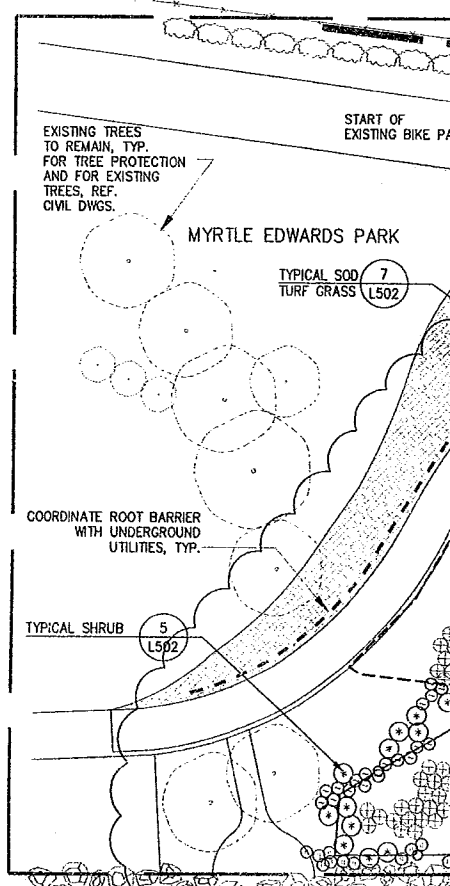 START OF
EXISTING BIKE PA
EXISTING TREES
TO REMAIN, TYP.
FOR TREE PROTECTION
AND FOR EXISTING
TREES, REF.
CIVIL DWGS.
MYRTLE EDWARDS PARK
TYPICAL SOD
TURF GRASS
7
L502
COORDINATE ROOT BARRIER
WITH UNDERGROUND
UTILITIES, TYP.
TYPICAL SHRUB
5
L502